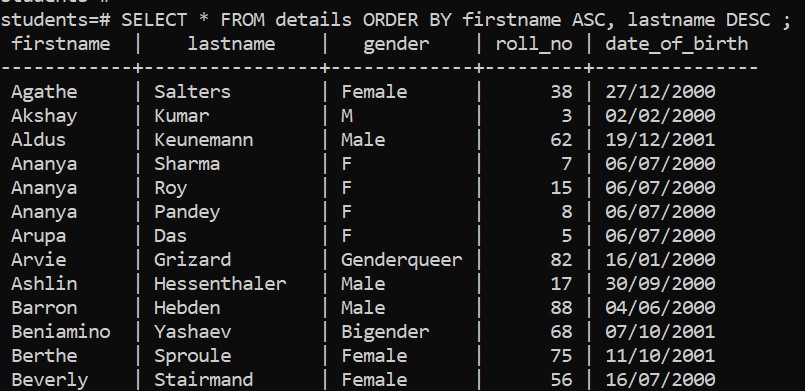 students=# SELECT * FROM details ORDER BY firstname ASC, lastname DESC ;
 firstname  |    lastname    |   gender    | roll_no | date_of_birth
------------+----------------+-------------+---------+---------------
 Agathe     | Salters        | Female      |      38 | 27/12/2000
 Akshay     | Kumar          | M           |       3 | 02/02/2000
 Aldus      | Keunemann      | Male        |      62 | 19/12/2001
 Ananya     | Sharma         | F           |       7 | 06/07/2000
 Ananya     | Roy            | F           |      15 | 06/07/2000
 Ananya     | Pandey         | F           |       8 | 06/07/2000
 Arupa      | Das            | F           |       5 | 06/07/2000
 Arvie      | Grizard        | Genderqueer |      82 | 16/01/2000
 Ashlin     | Hessenthaler   | Male        |      17 | 30/09/2000
 Barron     | Hebden         | Male        |      88 | 04/06/2000
 Beniamino  | Yashaev        | Bigender    |      68 | 07/10/2001
 Berthe     | Sproule        | Female      |      75 | 11/10/2001
 Beverly    | Stairmand      | Female      |      56 | 16/07/2000